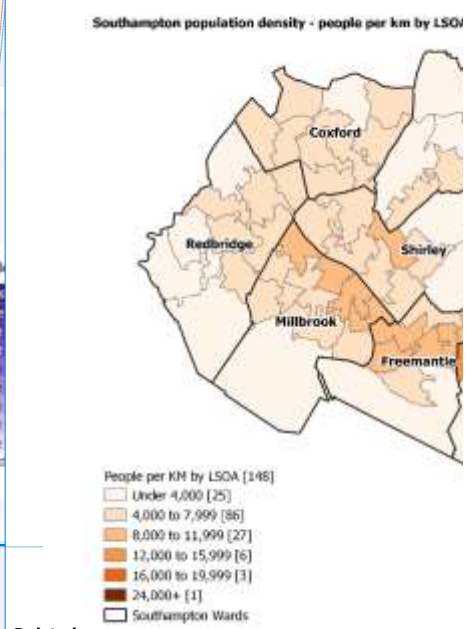 Southampton population density - people per km by LSOA
Coxford
Redbridge
Shirley
Millbrook
Freemantle
People per KM by LSOA [148]
Under 4,000 [25]
4,000 to 7,999 [86]
8,000 to 11,999 [27]
12,000 to 15,999 [6]
16,000 to 19,999 [3]
24,000+ [1]
Southampton Wards